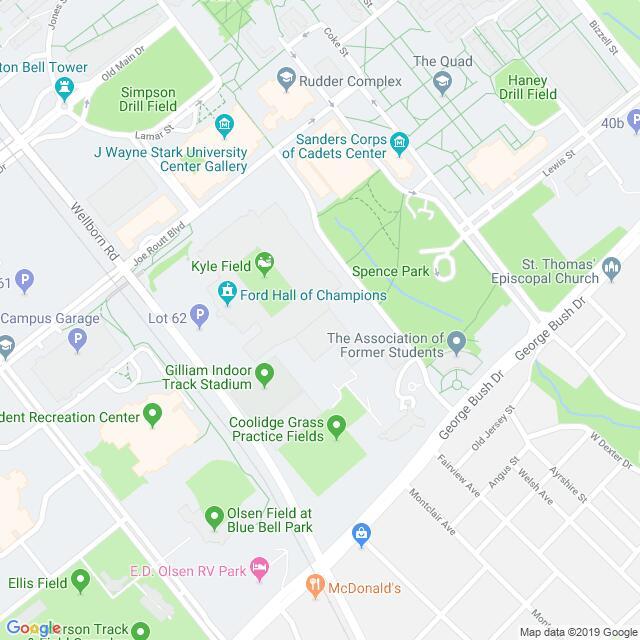 Jones St
Old Main Dr
Coke St
Bizzell St
ton Bell Tower
Rudder Complex
The Quad
Simpson
Drill Field
Haney
Drill Field
Lamar St
40b
J Wayne Stark University
Center Gallery
Sanders Corps
of Cadets Center
Lewis St
Dr
Wellborn Rd
Joe Routt Blvd
Kyle Field
Spence Park
St. Thomas'
Episcopal Church
61
Ford Hall of Champions
Campus Garage
Lot 62
The Association of
Former Students
George Bush Dr
Gilliam Indoor
Track Stadium
George Bush Dr
dent Recreation Center
Coolidge Grass
Practice Fields
Old Jersey St
W Dexter Dr
Fairview Ave
Angus St
Welsh Ave
Ayrshire St
Montclair Ave
Olsen Field at
Blue Bell Park
Ellis Field
E.D. Olsen RV Park
McDonald's
Google
erson Track
Mont
Map data ©2019 Google